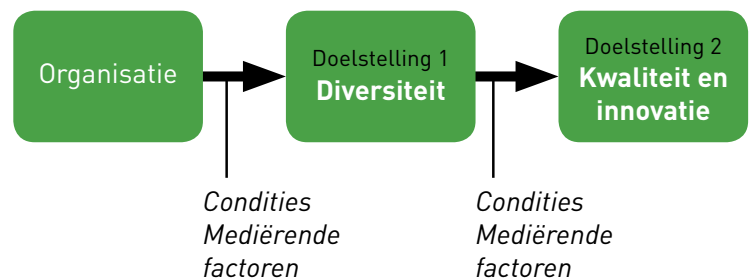 Organisatie
Doelstelling 1
Diversiteit
Doelstelling 2
Kwaliteit en
innovatie
Condities
Mediërende
factoren
Condities
Mediërende
factoren